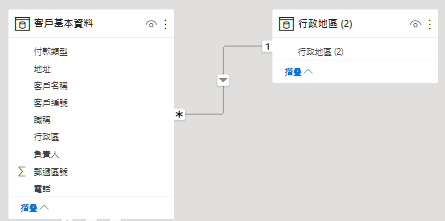 客戶基本資料
付款類型
地址
客戶名稱
客戶編號
職稱
行政區
負責人
郵遞區號
電話
摺疊
*
1
行政地區 (2)
行政地區 (2)
摺疊